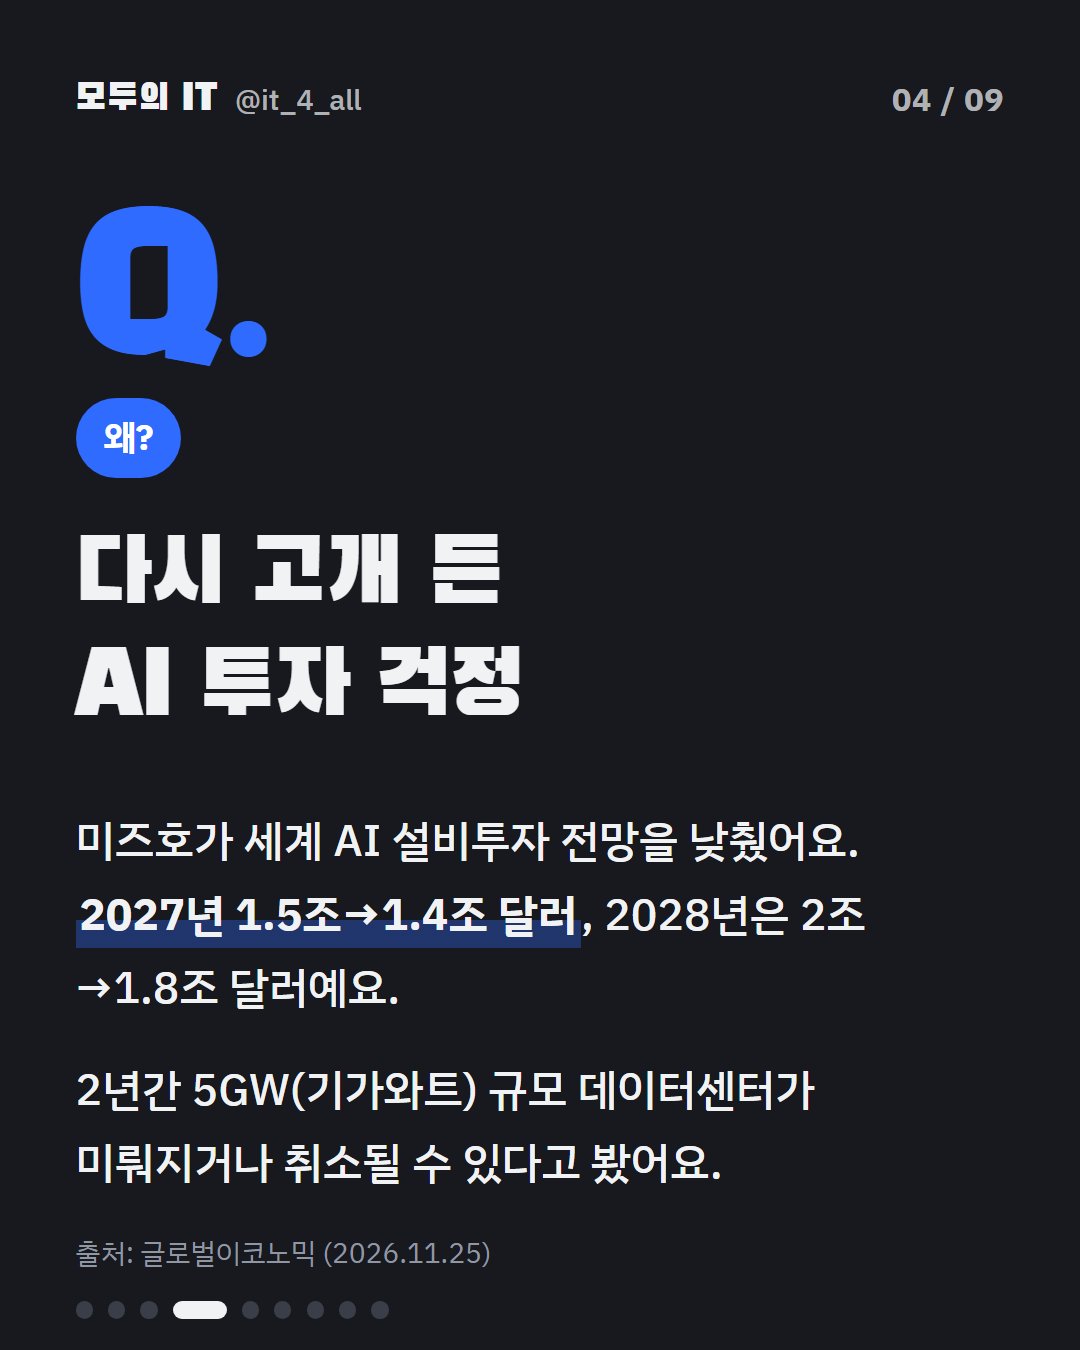 모두의 IT @it_4_all
04 / 09
Q.
왜?
다시 고개 든
AI 투자 걱정
미즈호가 세계 AI 설비투자 전망을 낮췄어요.
2027년 1.5조→1.4조 달러, 2028년은 2조
→1.8조 달러예요.
2년간 5GW(기가와트) 규모 데이터센터가
미뤄지거나 취소될 수 있다고 봤어요.
출처: 글로벌이코노믹 (2026.11.25)